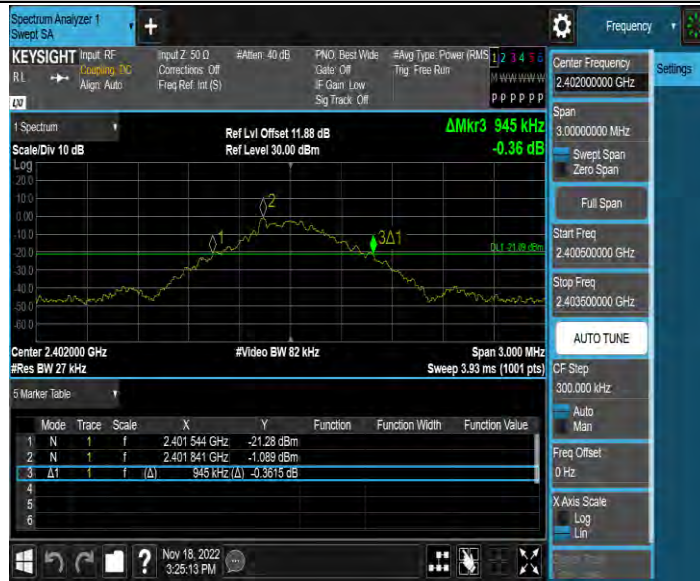 Spectrum Analyzer 1
Swept SA
+
Frequency
KEYSIGHT
RL
LXI
Input: RF
Coupling: DC
Align: Auto
Input Z: 50 Ω
Corrections: Off
Freq Ref: Int (S)
#Atten: 40 dB
PNO: Best Wide
Gate: Off
IF Gain: Low
Sig Track: Off
#Avg Type: Power (RMS
Trig: Free Run
1 2 3 4 5 6
M W W W W W
P P P P P P
Center Frequency
2.402000000 GHz
Settings
Span
3.00000000 MHz
Swept Span
Zero Span
Full Span
Start Freq
2.400500000 GHz
Stop Freq
2.403500000 GHz
AUTO TUNE
CF Step
300.000 kHz
Auto
Man
Freq Offset
0 Hz
X Axis Scale
Log
Lin
1 Spectrum
Scale/Div 10 dB
Ref Lvl Offset 11.88 dB
Ref Level 30.00 dBm
ΔMkr3 945 kHz
-0.36 dB
Log
20.0
10.0
0.00
-10.0
-20.0
-30.0
-40.0
-50.0
-60.0
1
2
3Δ1
DL1 -21.09 dBm
Center 2.402000 GHz
#Video BW 82 kHz
Span 3.000 MHz
#Res BW 27 kHz
Sweep 3.93 ms (1001 pts)
5 Marker Table
Mode Trace Scale X Y Function Function Width Function Value
1 N 1 f 2.401 544 GHz -21.28 dBm
2 N 1 f 2.401 841 GHz -1.089 dBm
3 Δ1 1 f (Δ) 945 kHz (Δ) -0.3615 dB
4
5
6
?
Nov 18, 2022
3:25:13 PM